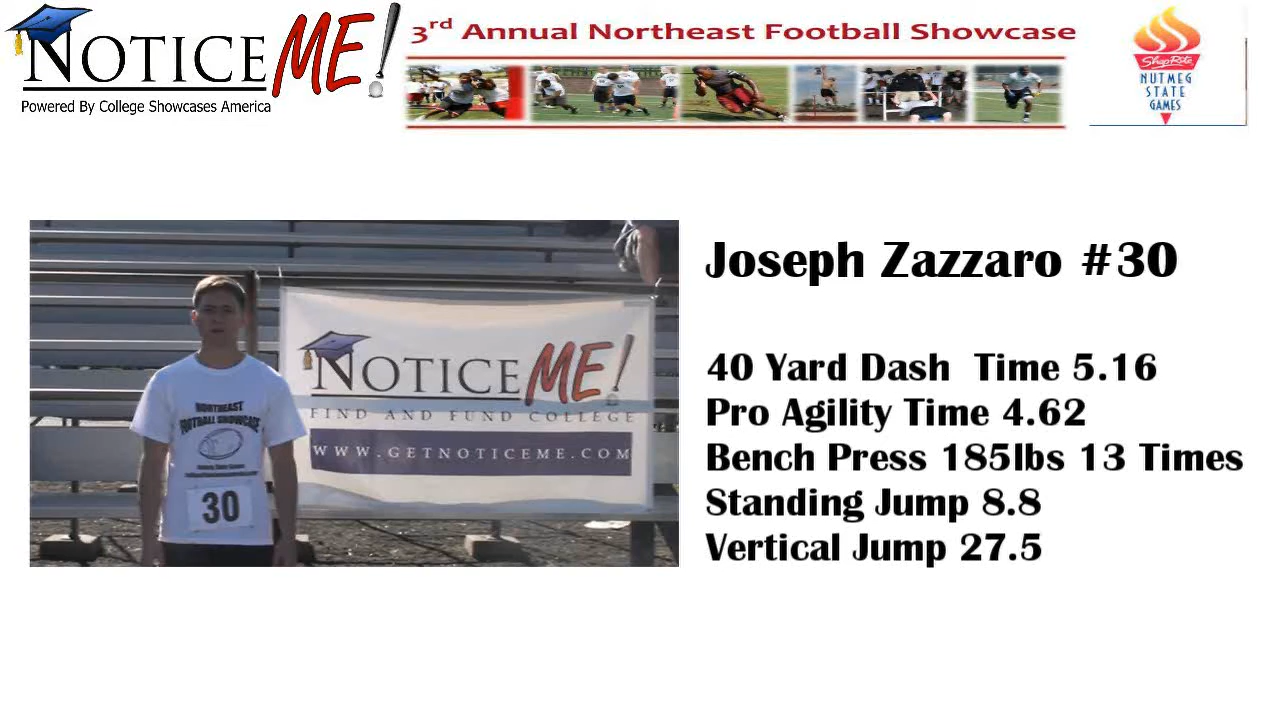 NOTICE ME!
Powered By College Showcases America
3rd Annual Northeast Football Showcase
ShopRite
NUTMEG
STATE
GAMES
Joseph Zazzaro #30
40 Yard Dash  Time 5.16
Pro Agility Time 4.62
Bench Press 185lbs 13 Times
Standing Jump 8.8
Vertical Jump 27.5
NOTICE ME!
FIND AND FUND COLLEGE
WWW.GETNOTICEME.COM
NORTHEAST
FOOTBALL SHOWCASE
30